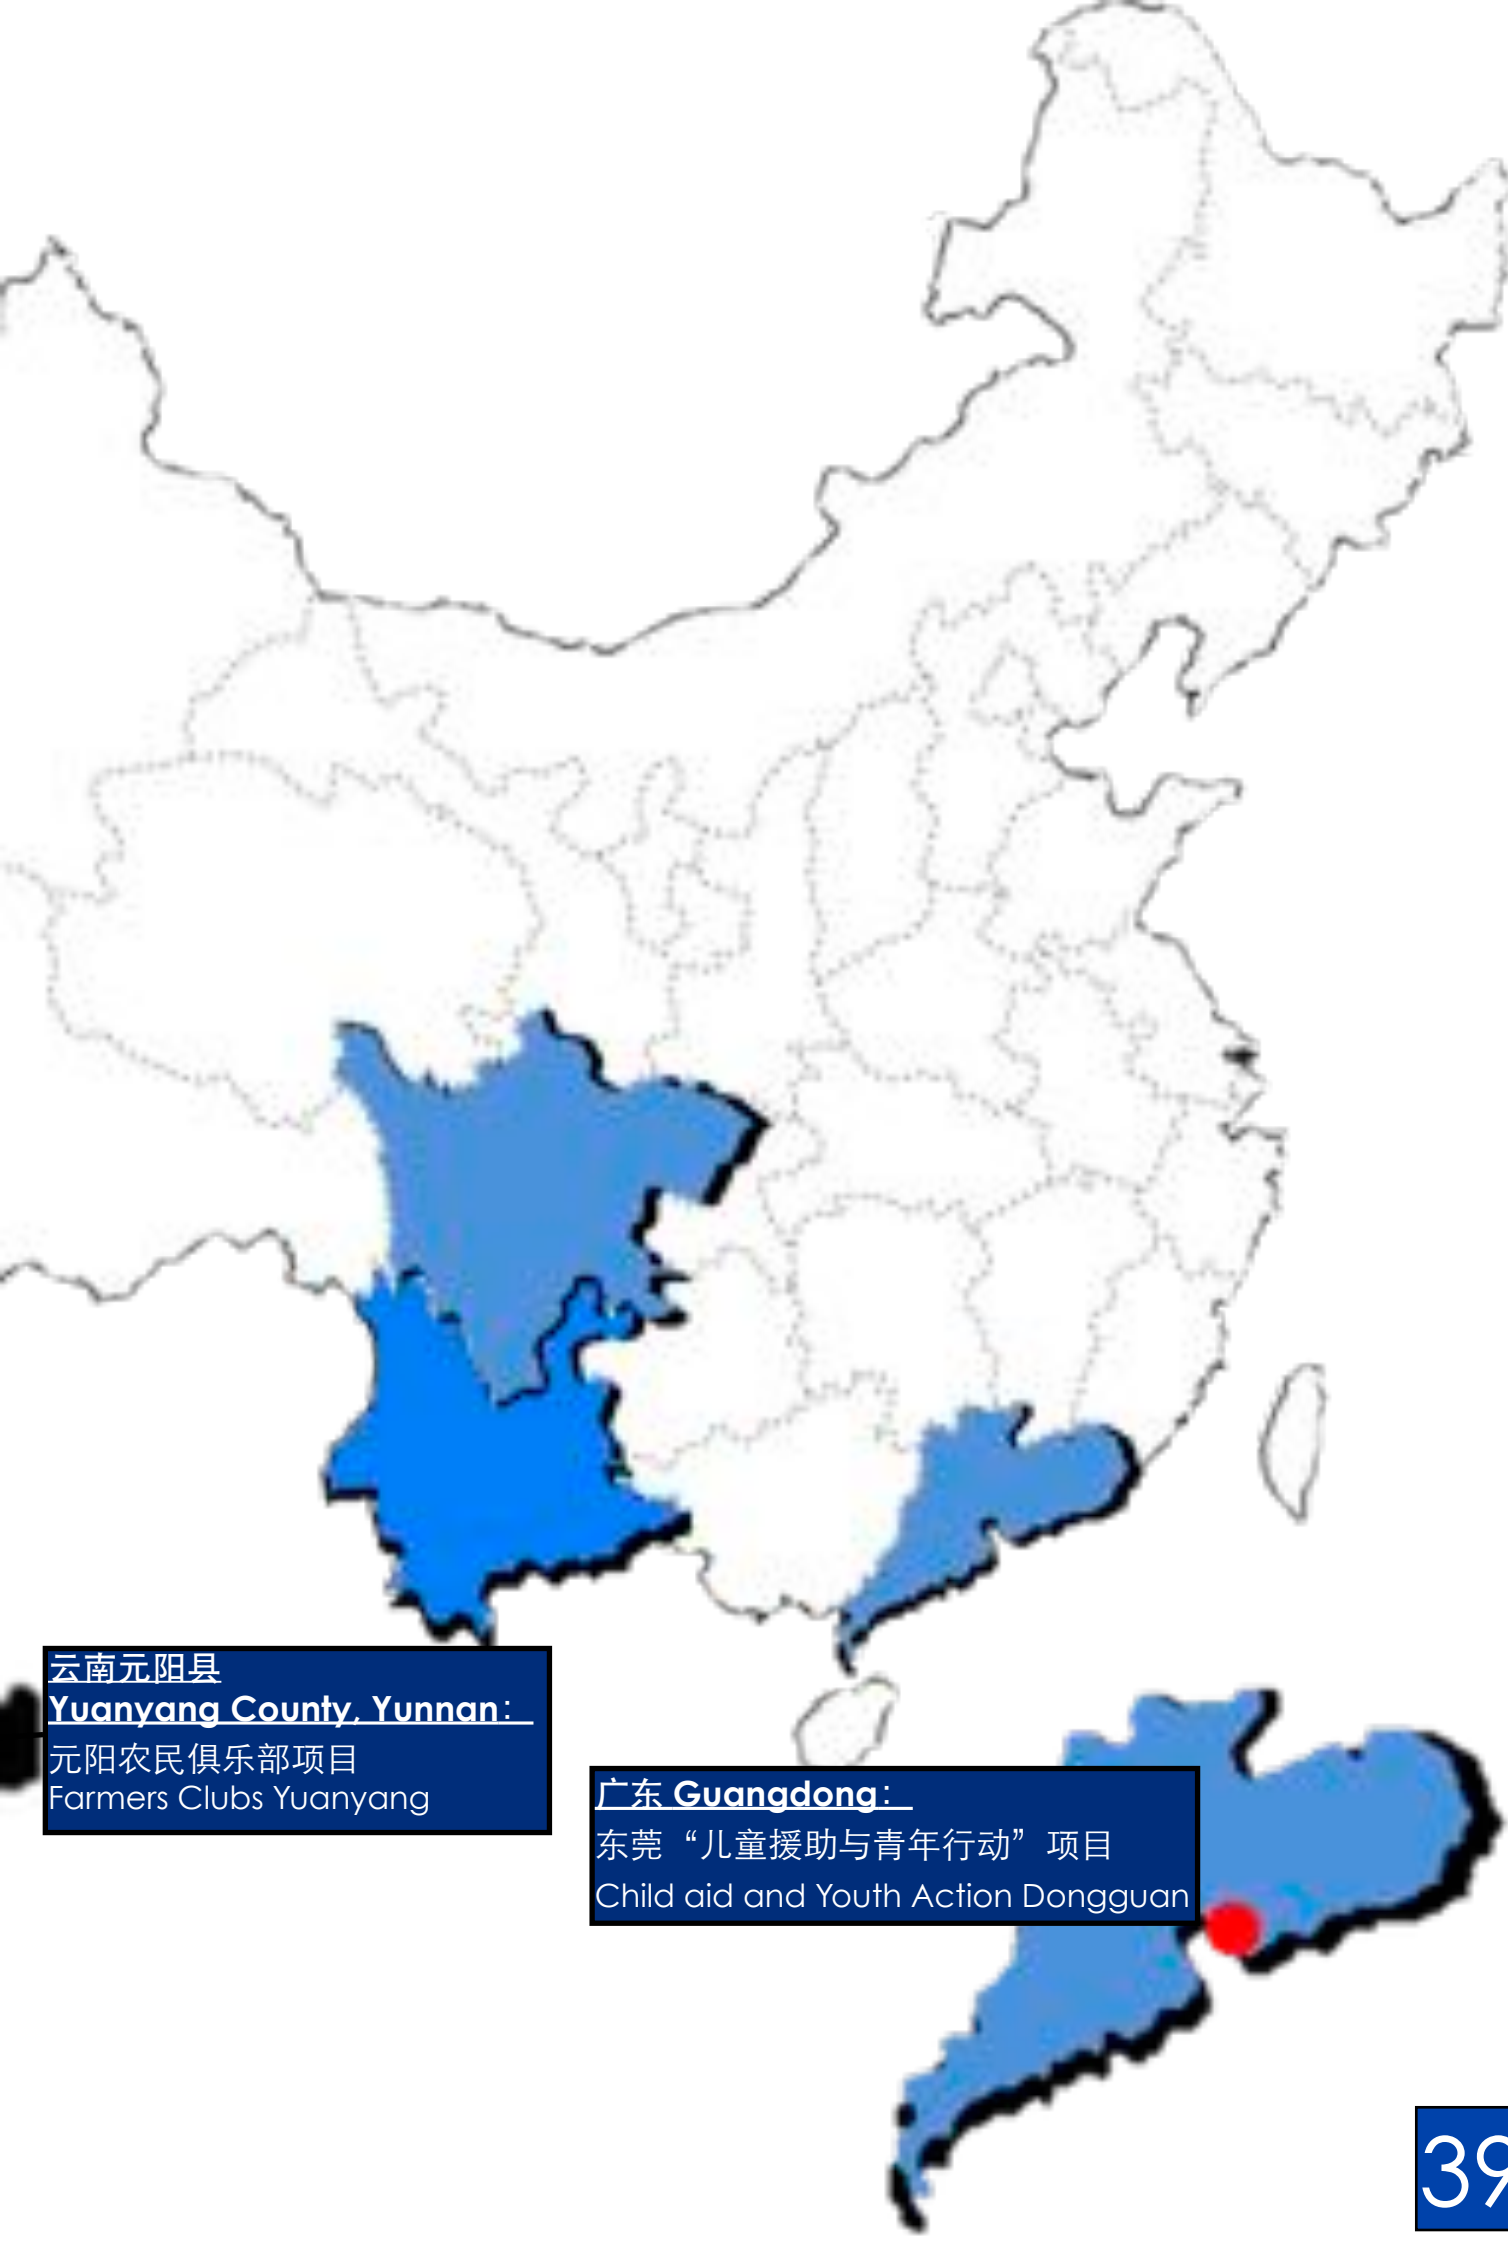 云南元阳县
Yuanyang County, Yunnan：
元阳农民俱乐部项目
Farmers Clubs Yuanyang
广东 Guangdong：
东莞“儿童援助与青年行动”项目
Child aid and Youth Action Dongguan
39